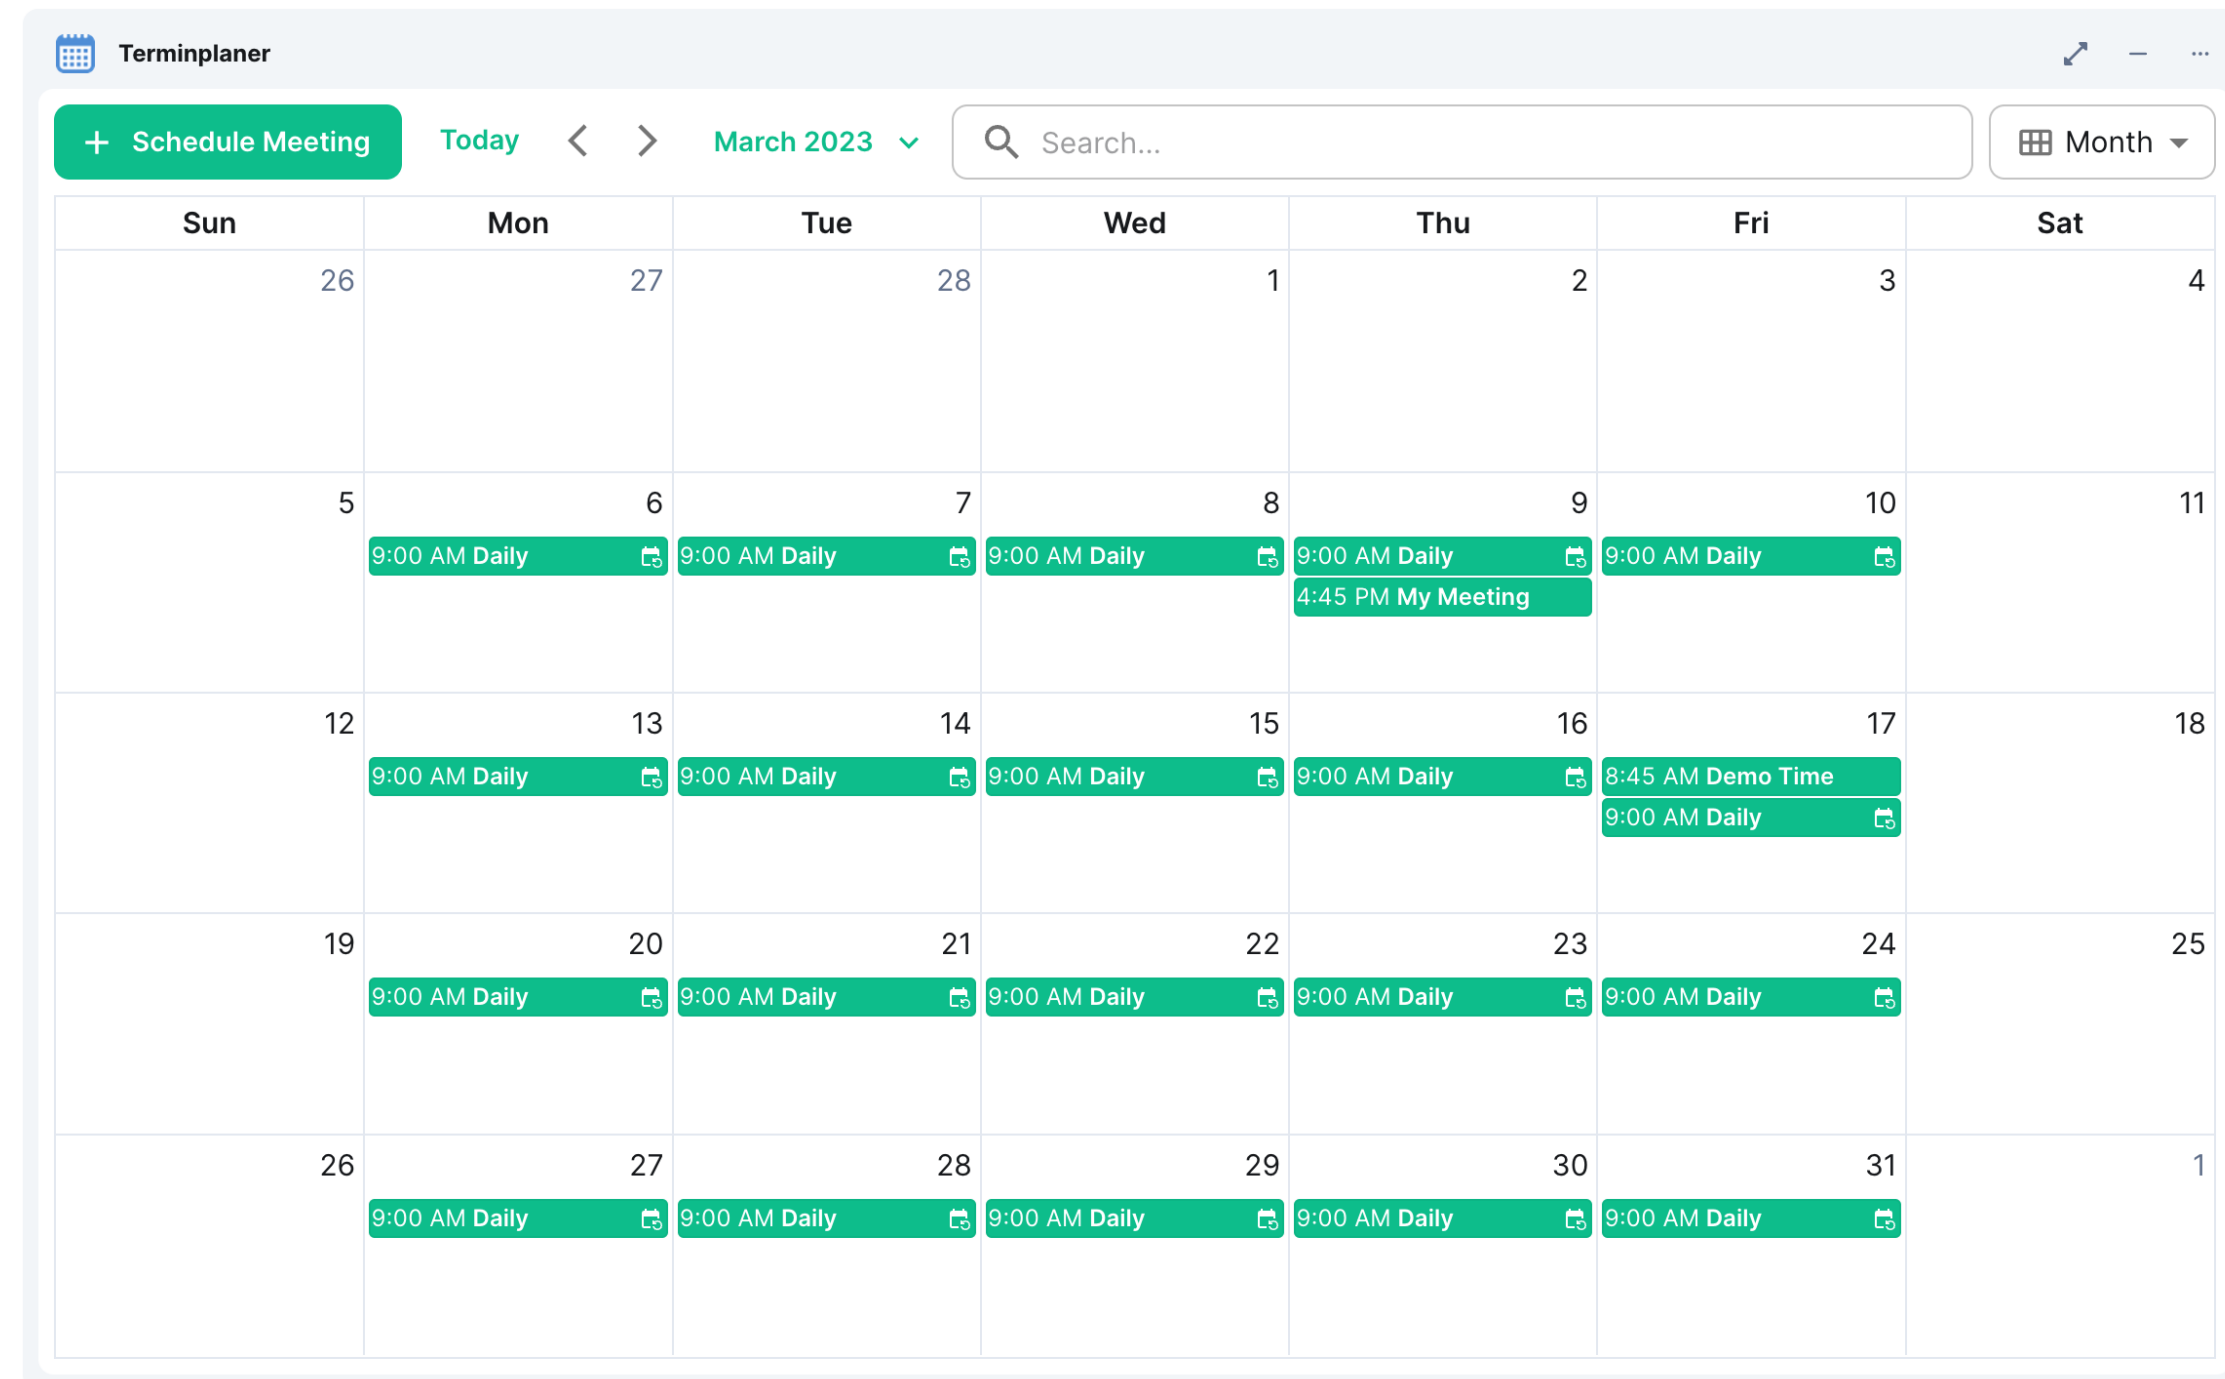 Terminplaner
+ Schedule Meeting Today March 2023 Search... Month
Sun Mon Tue Wed Thu Fri Sat
26 27 28 1 2 3 4
5 6 7 8 9 10 11
9:00 AM Daily 9:00 AM Daily 9:00 AM Daily 9:00 AM Daily 9:00 AM Daily
4:45 PM My Meeting
12 13 14 15 16 17 18
9:00 AM Daily 9:00 AM Daily 9:00 AM Daily 9:00 AM Daily 8:45 AM Demo Time
9:00 AM Daily
19 20 21 22 23 24 25
9:00 AM Daily 9:00 AM Daily 9:00 AM Daily 9:00 AM Daily 9:00 AM Daily
26 27 28 29 30 31 1
9:00 AM Daily 9:00 AM Daily 9:00 AM Daily 9:00 AM Daily 9:00 AM Daily